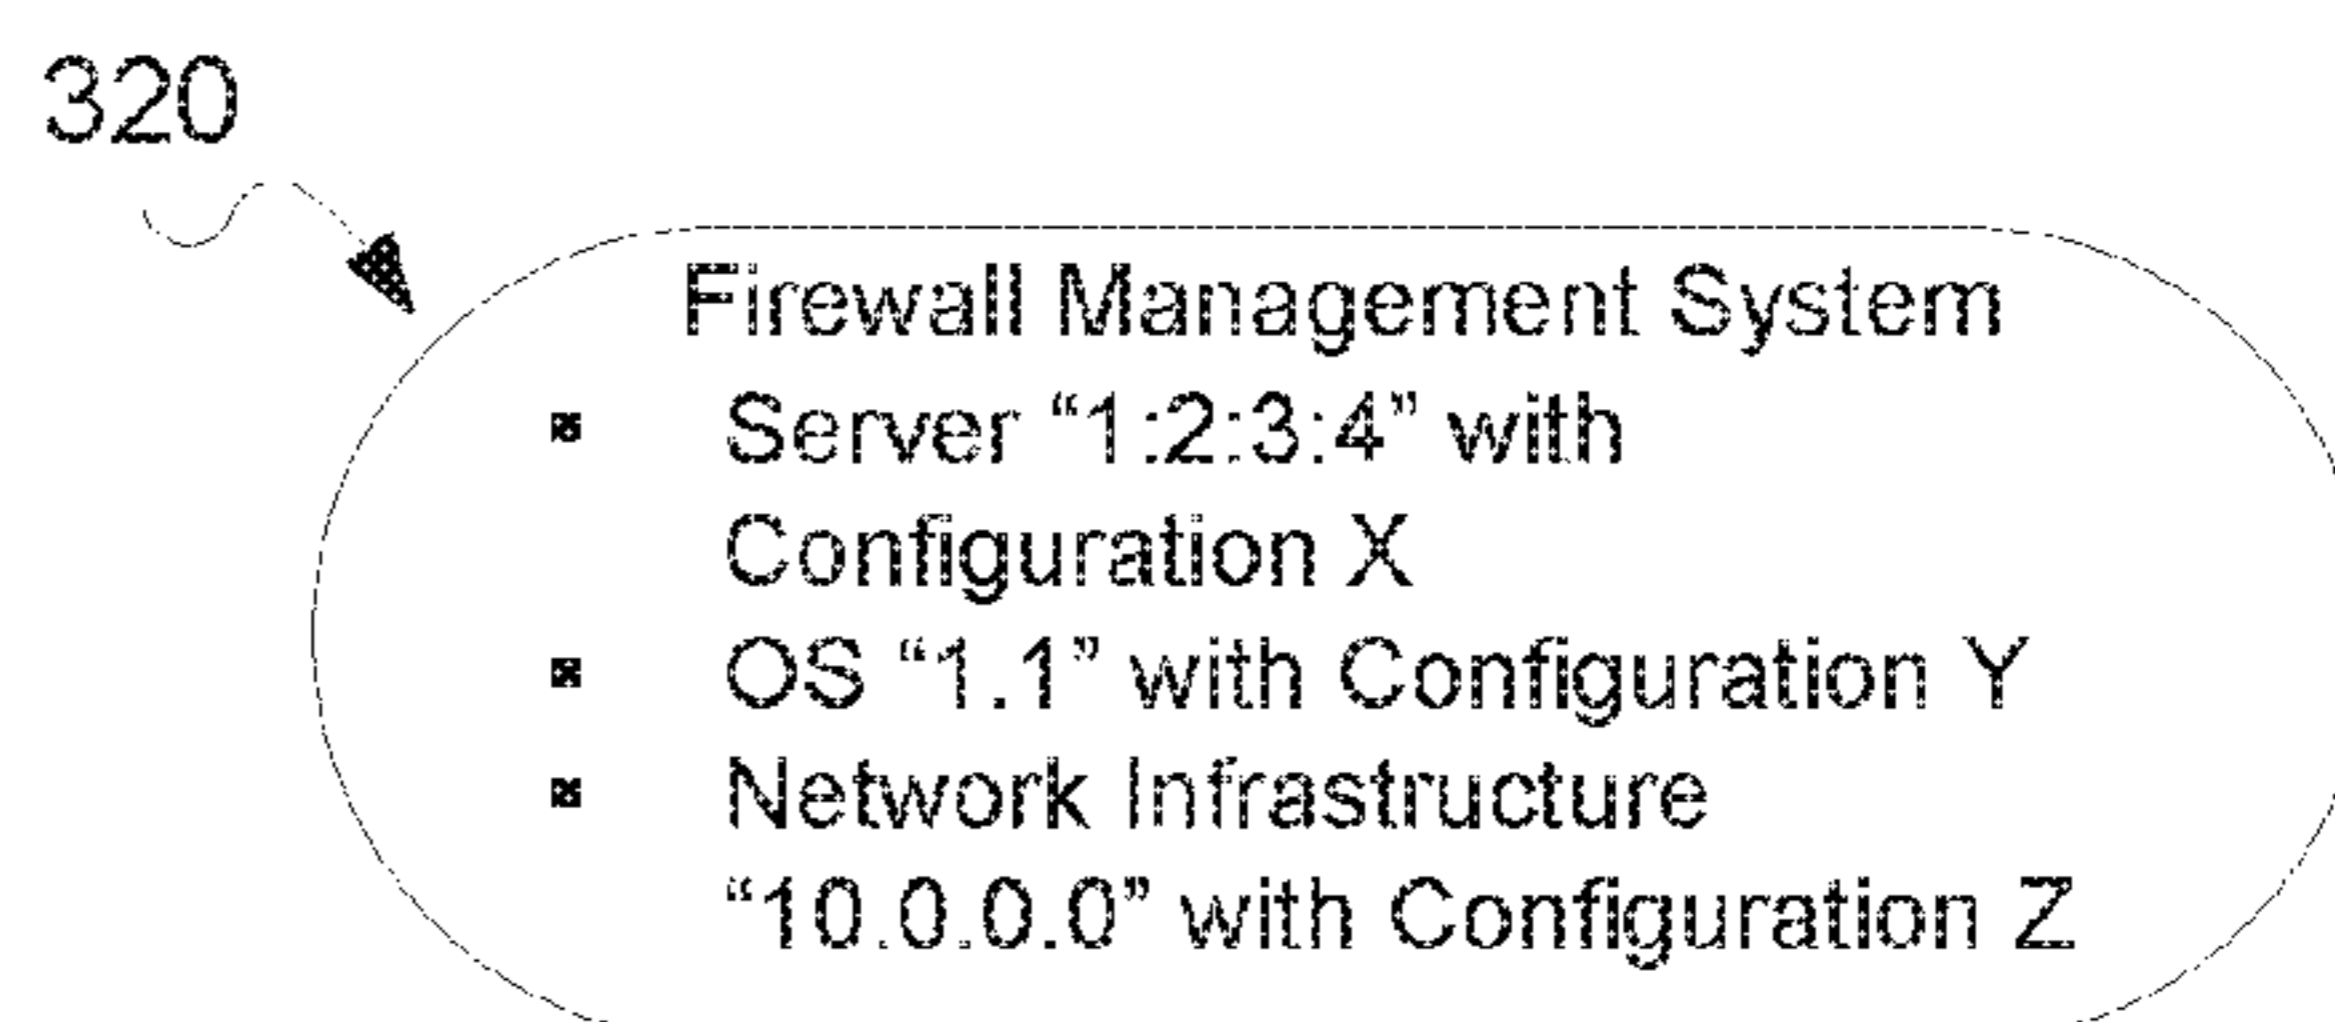 320
Firewall Management System
▪ Server “1:2:3:4” with
Configuration X
▪ OS “1.1” with Configuration Y
▪ Network Infrastructure
“10.0.0.0” with Configuration Z